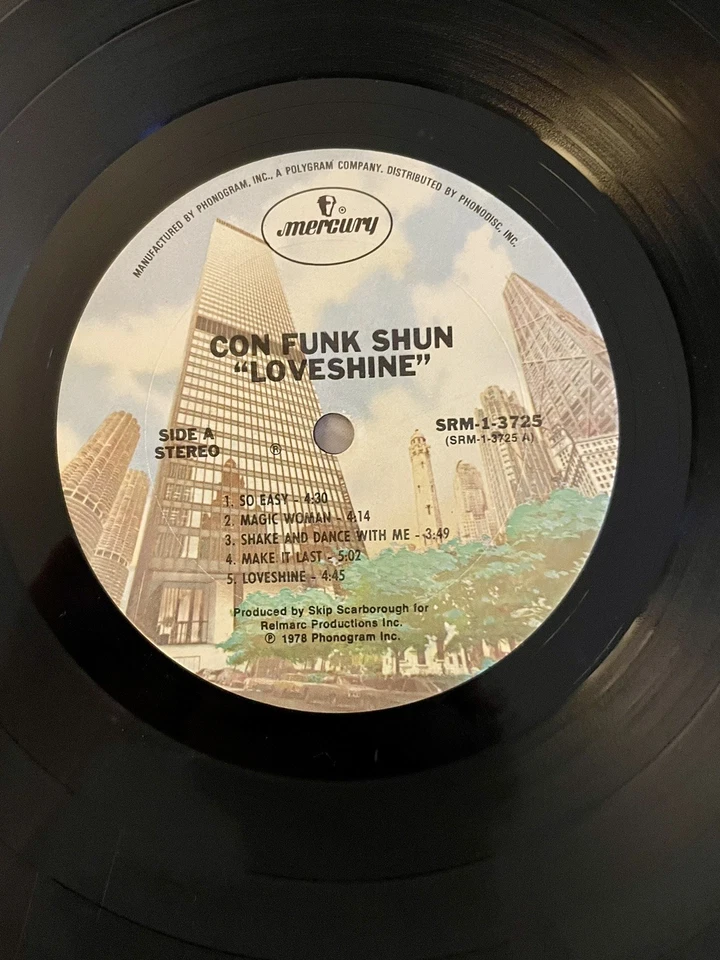 MANUFACTURED BY PHONOGRAM, INC., A POLYGRAM COMPANY. DISTRIBUTED BY PHONODISC, INC.
mercury ®
CON FUNK SHUN
“LOVESHINE”
SIDE A
STEREO
®
SRM-1-3725
(SRM-1-3725 A)
1. SO EASY - 4:30
2. MAGIC WOMAN - 4:14
3. SHAKE AND DANCE WITH ME - 3:49
4. MAKE IT LAST - 5:02
5. LOVESHINE - 4:45
Produced by Skip Scarborough for
Relmarc Productions Inc.
℗ 1978 Phonogram Inc.